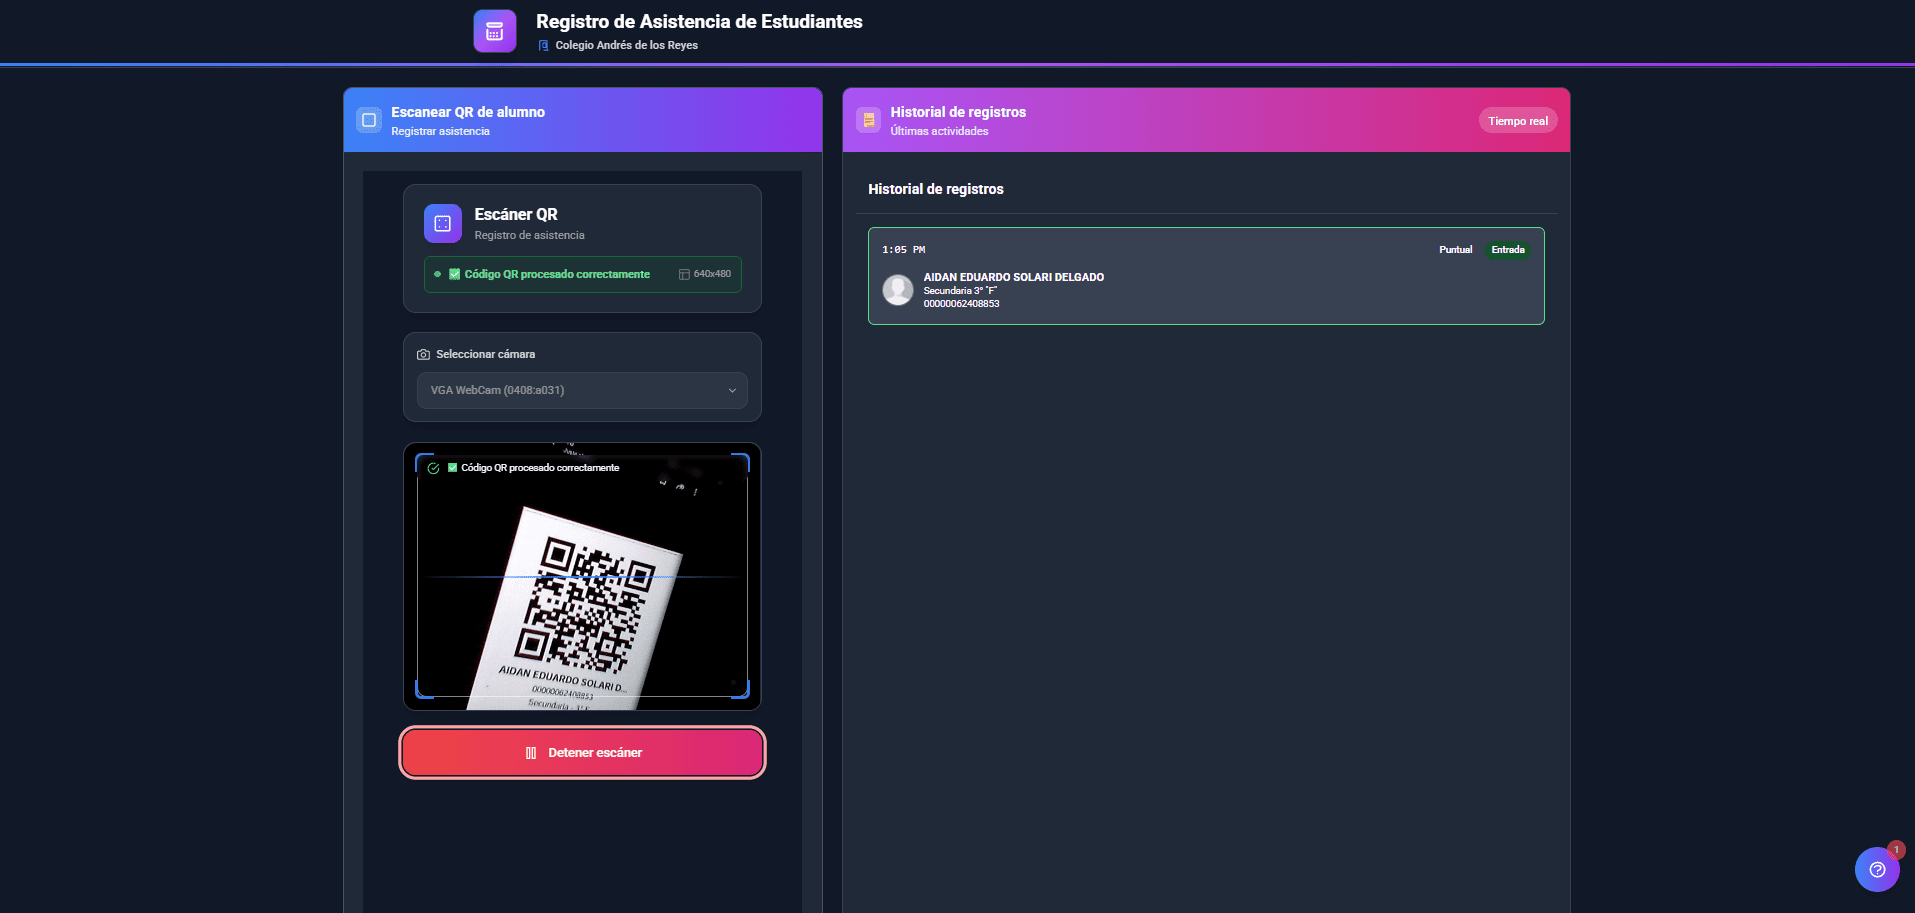 Registro de Asistencia de Estudiantes
Colegio Andrés de los Reyes
Escanear QR de alumno
Registrar asistencia
Escáner QR
Registro de asistencia
Código QR procesado correctamente
640x480
Seleccionar cámara
VGA WebCam (0408:a031)
Código QR procesado correctamente
AIDAN EDUARDO SOLARI D...
00000062408853
Secundaria - 3° F
Detener escáner
Historial de registros
Últimas actividades
Tiempo real
Historial de registros
1:05 PM
Puntual
Entrada
AIDAN EDUARDO SOLARI DELGADO
Secundaria 3° "F"
00000062408853
1